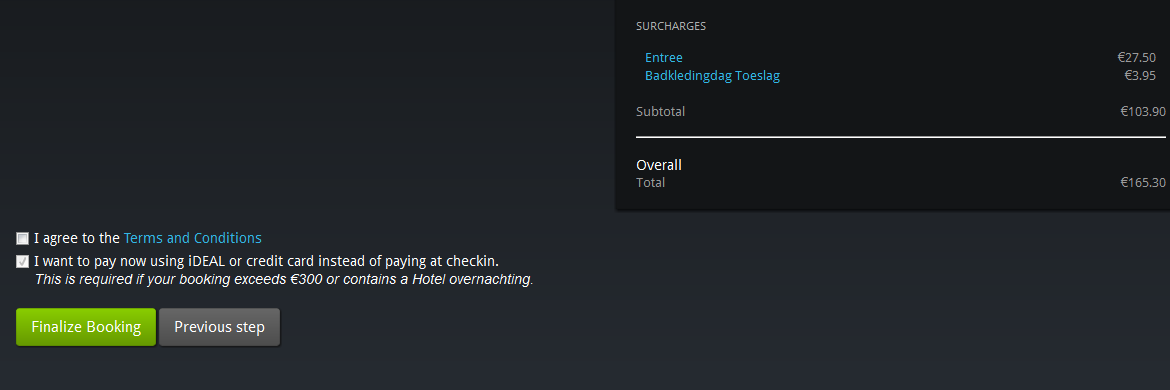 SURCHARGES
Entree €27.50
Badkledingdag Toeslag €3.95
Subtotal €103.90
Overall
Total €165.30
I agree to the Terms and Conditions
I want to pay now using iDEAL or credit card instead of paying at checkin.
This is required if your booking exceeds €300 or contains a Hotel overnachting.
Finalize Booking Previous step